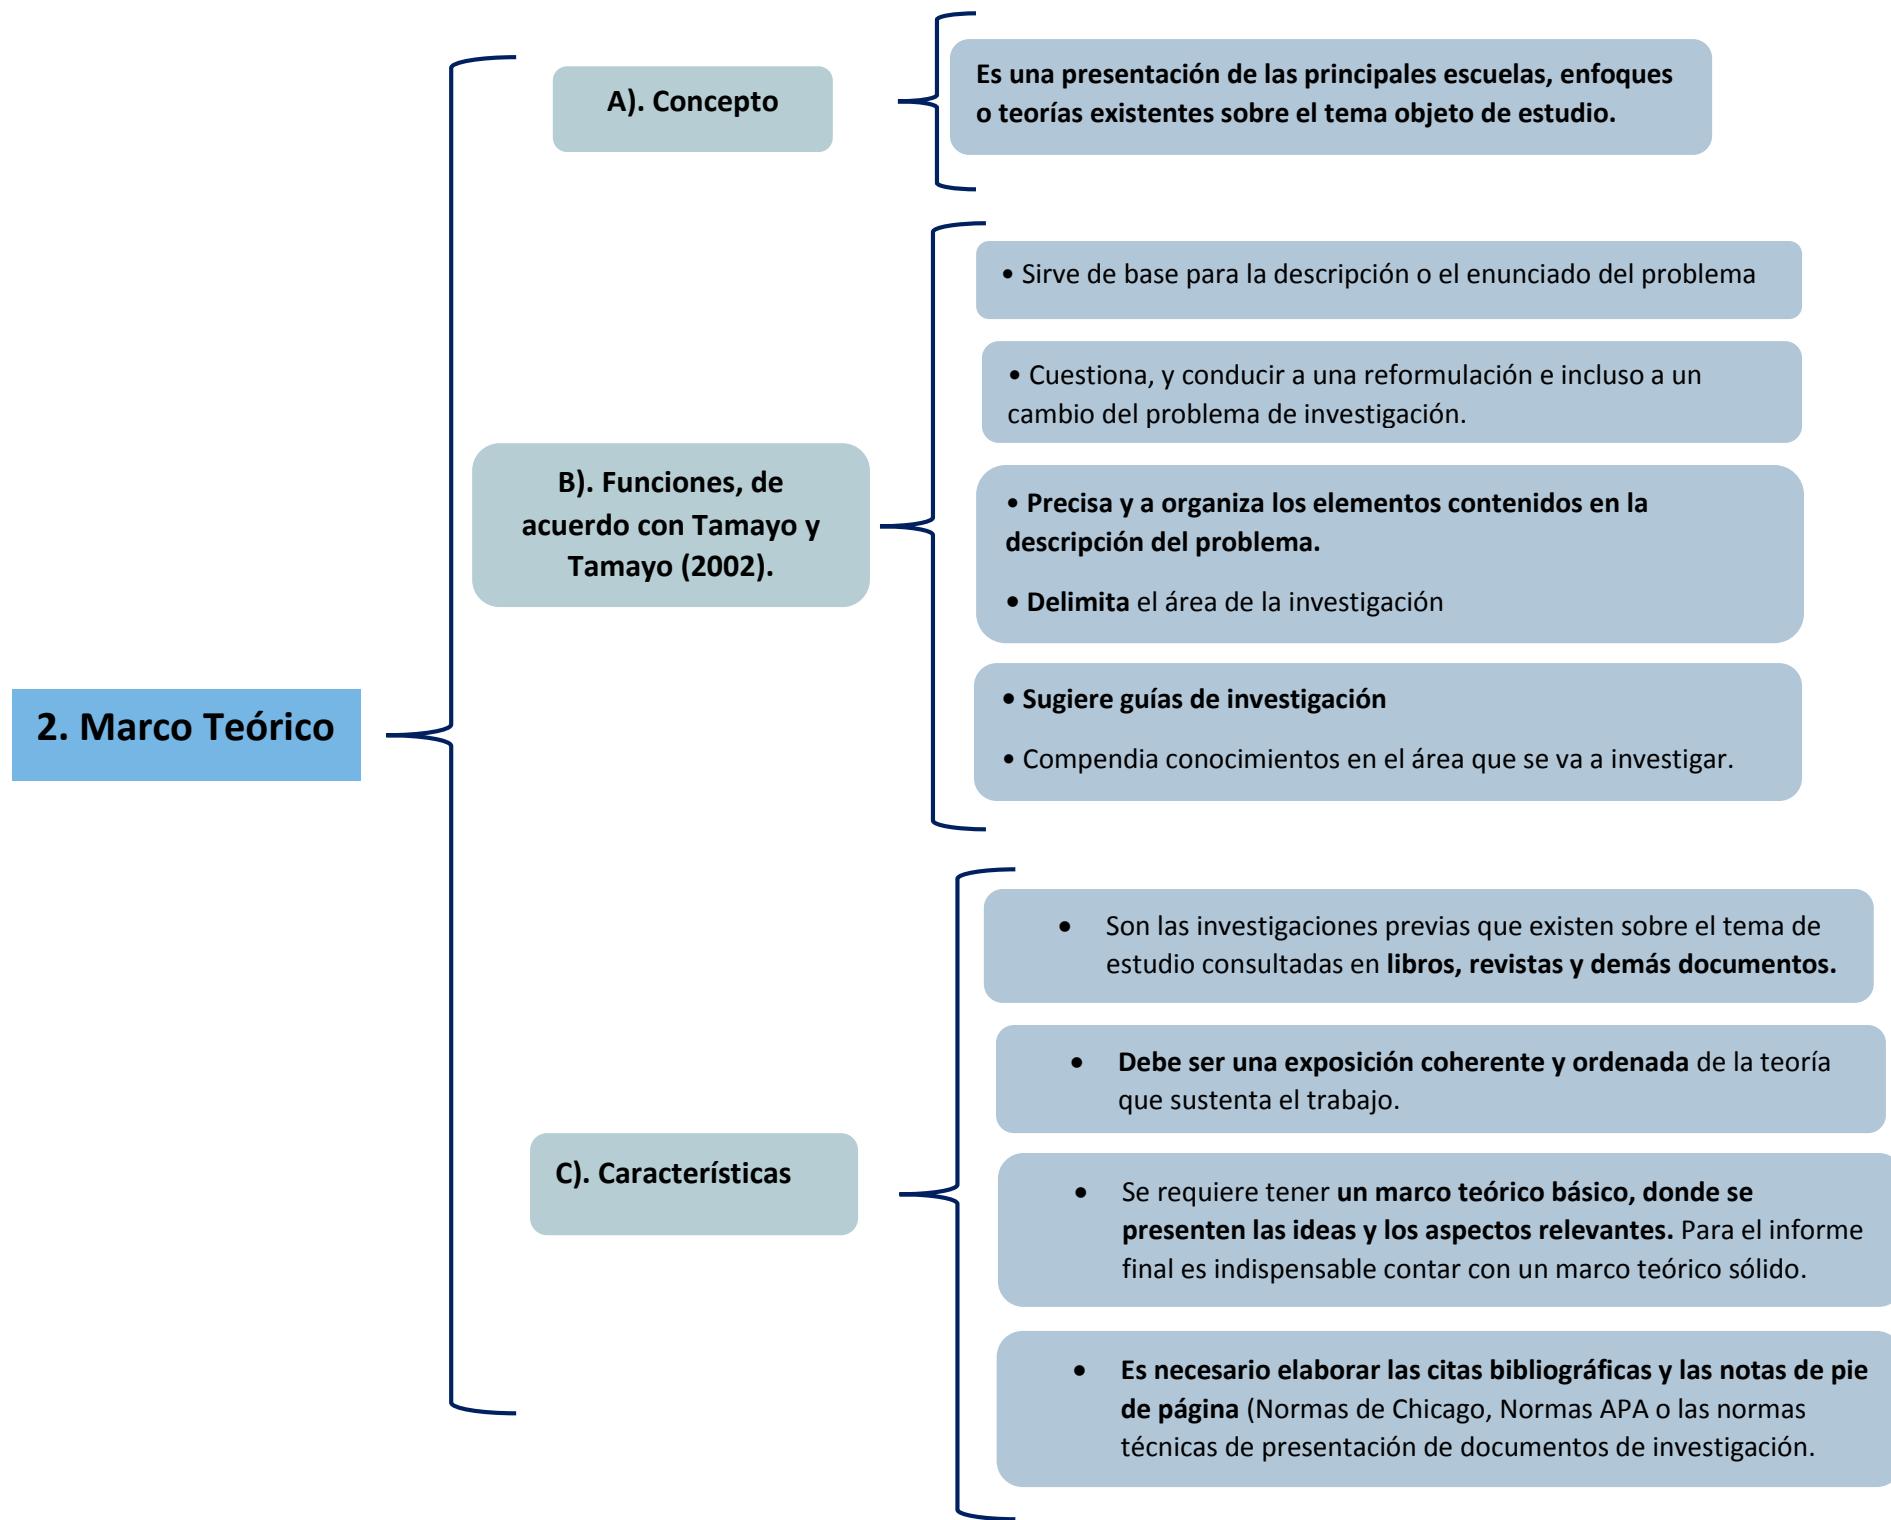 2. Marco Teórico
A). Concepto
Es una presentación de las principales escuelas, enfoques
o teorías existentes sobre el tema objeto de estudio.
B). Funciones, de
acuerdo con Tamayo y
Tamayo (2002).
• Sirve de base para la descripción o el enunciado del problema
• Cuestiona, y conducir a una reformulación e incluso a un
cambio del problema de investigación.
• Precisa y a organiza los elementos contenidos en la
descripción del problema.
• Delimita el área de la investigación
• Sugiere guías de investigación
• Compendia conocimientos en el área que se va a investigar.
C). Características
• Son las investigaciones previas que existen sobre el tema de
estudio consultadas en libros, revistas y demás documentos.
• Debe ser una exposición coherente y ordenada de la teoría
que sustenta el trabajo.
• Se requiere tener un marco teórico básico, donde se
presenten las ideas y los aspectos relevantes. Para el informe
final es indispensable contar con un marco teórico sólido.
• Es necesario elaborar las citas bibliográficas y las notas de pie
de página (Normas de Chicago, Normas APA o las normas
técnicas de presentación de documentos de investigación.